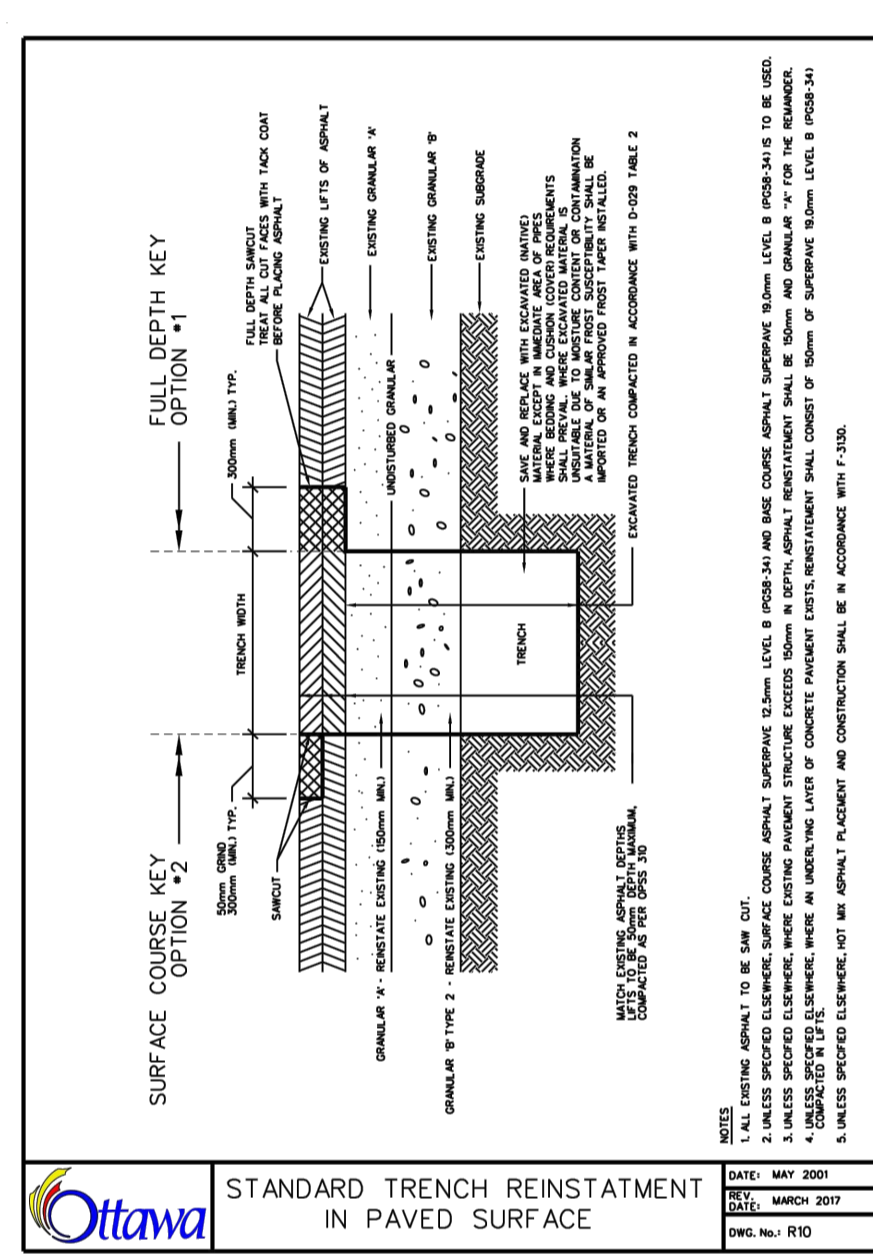 SURFACE COURSE KEY
OPTION #2
FULL DEPTH KEY
OPTION #1
50mm GRIND
300mm (MIN.) TYP.
TRENCH WIDTH
300mm (MIN.) TYP.
FULL DEPTH SAWCUT
TREAT ALL CUT FACES WITH TACK COAT
BEFORE PLACING ASPHALT
SAWCUT
EXISTING LIFTS OF ASPHALT
EXISTING GRANULAR 'A'
UNDISTURBED GRANULAR
EXISTING GRANULAR 'B'
EXISTING SUBGRADE
GRANULAR 'A' - REINSTATE EXISTING (150mm MIN.)
GRANULAR 'B' TYPE 2 - REINSTATE EXISTING (300mm MIN.)
TRENCH
SAVE AND REPLACE WITH EXCAVATED (NATIVE)
MATERIAL EXCEPT IN IMMEDIATE AREA OF PIPES
WHERE BEDDING AND CUSHION (COVER) REQUIREMENTS
SHALL PREVAIL. WHERE EXCAVATED MATERIAL IS
UNSUITABLE DUE TO MOISTURE CONTENT OR CONTAMINATION
A MATERIAL OF SIMILAR FROST SUSCEPTIBILITY SHALL BE
IMPORTED OR AN APPROVED FROST TAPER INSTALLED.
EXCAVATED TRENCH COMPACTED IN ACCORDANCE WITH D-029 TABLE 2
MATCH EXISTING ASPHALT DEPTHS
LIFTS TO BE 50mm DEPTH MAXIMUM,
COMPACTED AS PER OPSS 310
NOTES
1. ALL EXISTING ASPHALT TO BE SAW CUT.
2. UNLESS SPECIFIED ELSEWHERE, SURFACE COURSE ASPHALT SUPERPAVE 12.5mm LEVEL B (PG58-34) AND BASE COURSE ASPHALT SUPERPAVE 19.0mm LEVEL B (PG58-34) IS TO BE USED.
3. UNLESS SPECIFIED ELSEWHERE, WHERE EXISTING PAVEMENT STRUCTURE EXCEEDS 150mm IN DEPTH, ASPHALT REINSTATEMENT SHALL BE 150mm AND GRANULAR "A" FOR THE REMAINDER.
4. UNLESS SPECIFIED ELSEWHERE, WHERE AN UNDERLYING LAYER OF CONCRETE PAVEMENT EXISTS, REINSTATEMENT SHALL CONSIST OF 150mm OF SUPERPAVE 19.0mm LEVEL B (PG58-34)
COMPACTED IN LIFTS.
5. UNLESS SPECIFIED ELSEWHERE, HOT MIX ASPHALT PLACEMENT AND CONSTRUCTION SHALL BE IN ACCORDANCE WITH F-3130.
Ottawa
STANDARD TRENCH REINSTATMENT
IN PAVED SURFACE
DATE: MAY 2001
REV. DATE: MARCH 2017
DWG. No.: R10